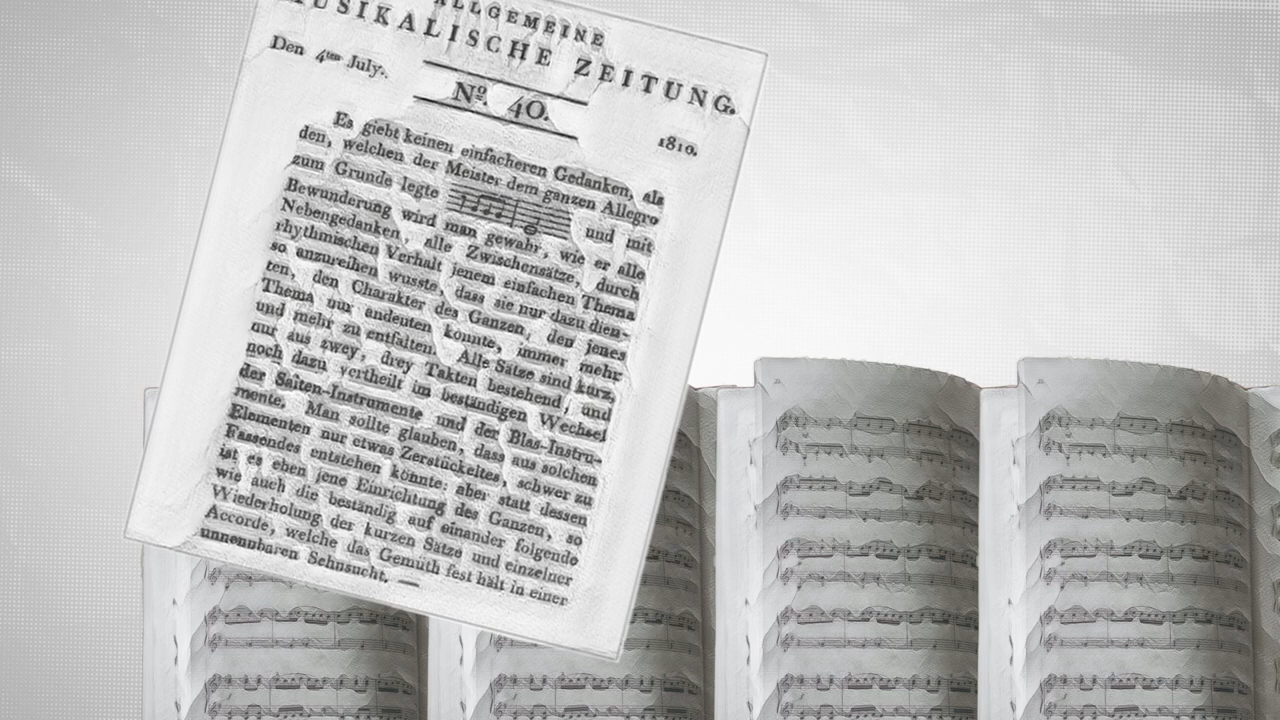 ALLGEMEINE
MUSIKALISCHE ZEITUNG.
Den 4ten July.
Nº. 40.
1810.
Es giebt keinen einfacheren Gedanken, als
den, welchen der Meister dem ganzen Allegro
zum Grunde legte und mit
Bewunderung wird man gewahr, wie er alle
Nebengedanken, alle Zwischensätze, durch
rhythmischen Verhalt jenem einfachen Thema
so anzureihen wusste, dass sie nur dazu dien-
ten, den Charakter des Ganzen, den jenes
Thema nur andeuten konnte, immer mehr
und mehr zu entfalten. Alle Sätze sind kurz,
nur aus zwey, drey Takten bestehend, und
noch dazu vertheilt im beständigen Wechsel
der Saiten-Instrumente und der Blas-Instru-
mente. Man sollte glauben, dass aus solchen
Elementen nur etwas Zerstückeltes, schwer zu
Fassendes entstehen könnte: aber statt dessen
ist es eben jene Einrichtung des Ganzen, so
wie auch die beständig auf einander folgende
Wiederholung der kurzen Sätze und einzelner
Accorde, welche das Gemüth fest hält in einer
unnennbaren Sehnsucht. —